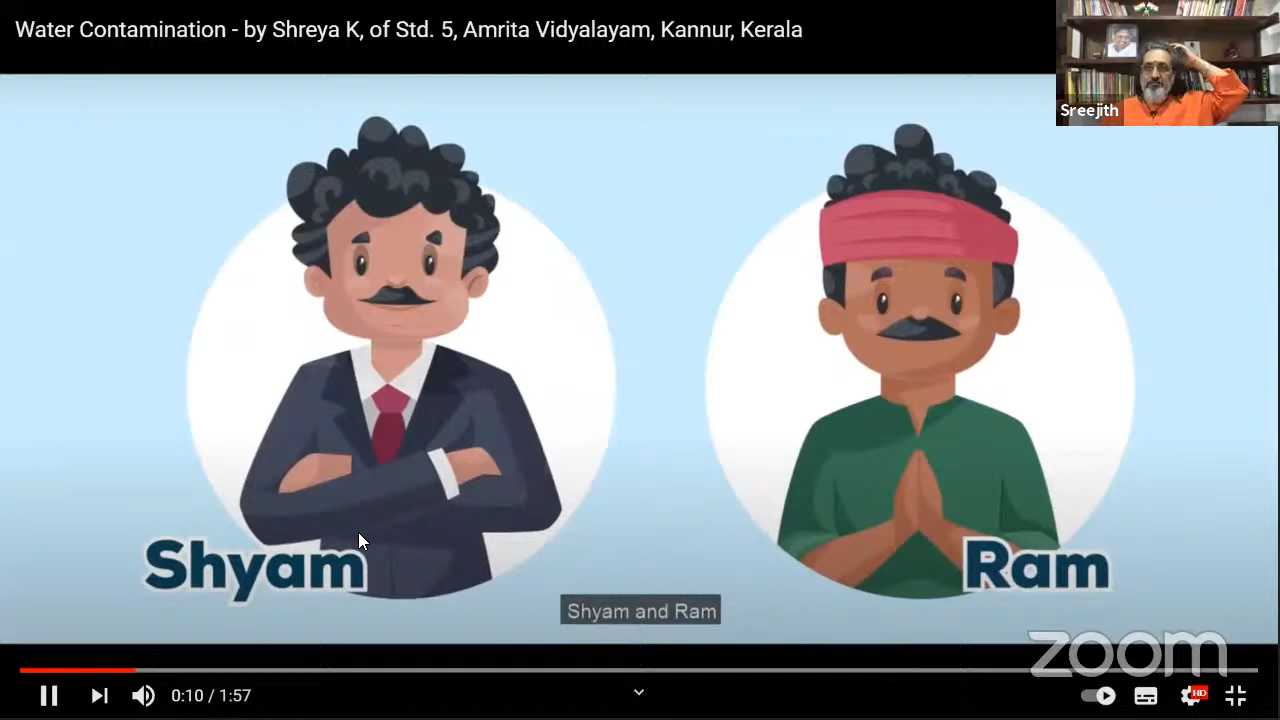 Water Contamination - by Shreya K, of Std. 5, Amrita Vidyalayam, Kannur, Kerala
Sreejith
Shyam
Ram
Shyam and Ram
zoom
0:10 / 1:57
HD